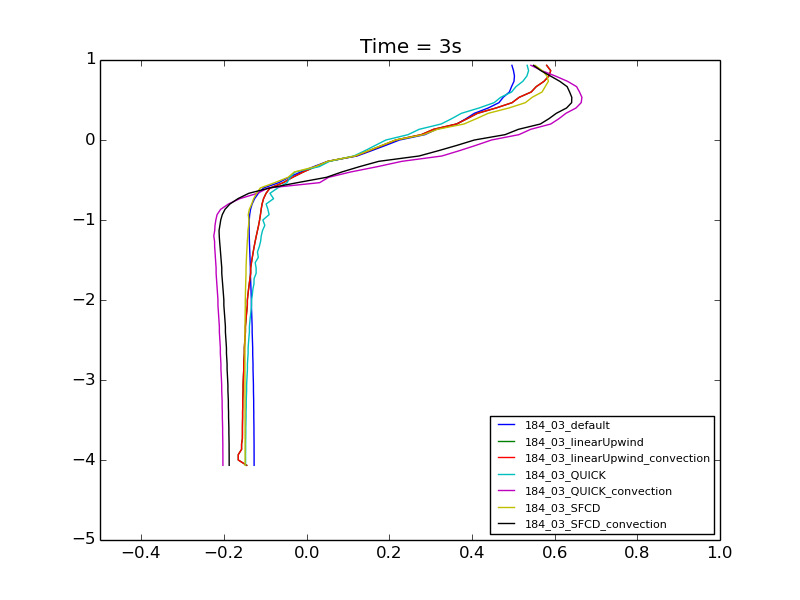 Time = 3s
1
0
−1
−2
−3
−4
−5
−0.4 −0.2 0.0 0.2 0.4 0.6 0.8 1.0
184_03_default
184_03_linearUpwind
184_03_linearUpwind_convection
184_03_QUICK
184_03_QUICK_convection
184_03_SFCD
184_03_SFCD_convection